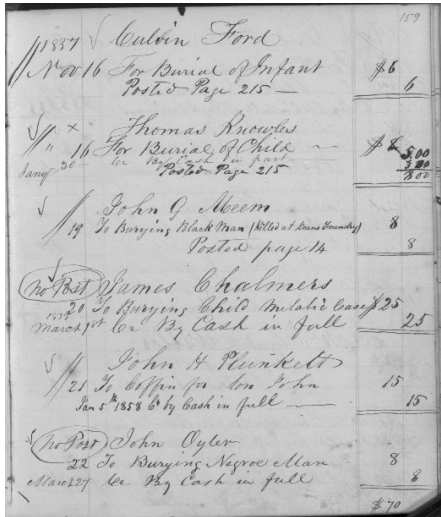 159
1857 Calvin Ford
Nov 16 For Burial of Infant $6
Posted Page 215 — 6
x Thomas Knowles
" 16 For Burial of Child — $8 5.00
Jany 30 Cr By Cash in part 3.00
Posted Page 215 8.00
John G Meem
19 To Burying Black Man (Killed at Deans Foundry) 8
Posted page 14 8
No Post James Chalmers
20 To Burying Child Metalic Case $25
1858 March 1st Cr By Cash in full 25
John H Plunkett
21 To Coffin for son John 15
Jan 5th 1858 Cr by Cash in full — 15
No Post John Oyler
22 To Burying Negroe Man 8
March 27 Cr By Cash in full 8
$70